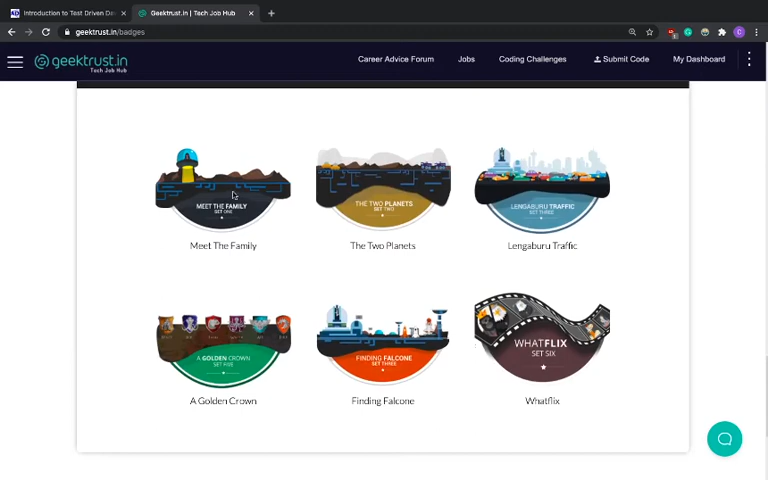 Introduction to Test Driven De
Geektrust.in | Tech Job Hub
geektrust.in/badges
geektrust.in
Tech Job Hub
Career Advice Forum
Jobs
Coding Challenges
Submit Code
My Dashboard
MEET THE FAMILY
SET ONE
THE TWO PLANETS
SET TWO
LENGABURU TRAFFIC
SET THREE
Meet The Family
The Two Planets
Lengaburu Traffic
A GOLDEN CROWN
SET FIVE
FINDING FALCONE
SET THREE
WHATFLIX
SET SIX
A Golden Crown
Finding Falcone
Whatflix